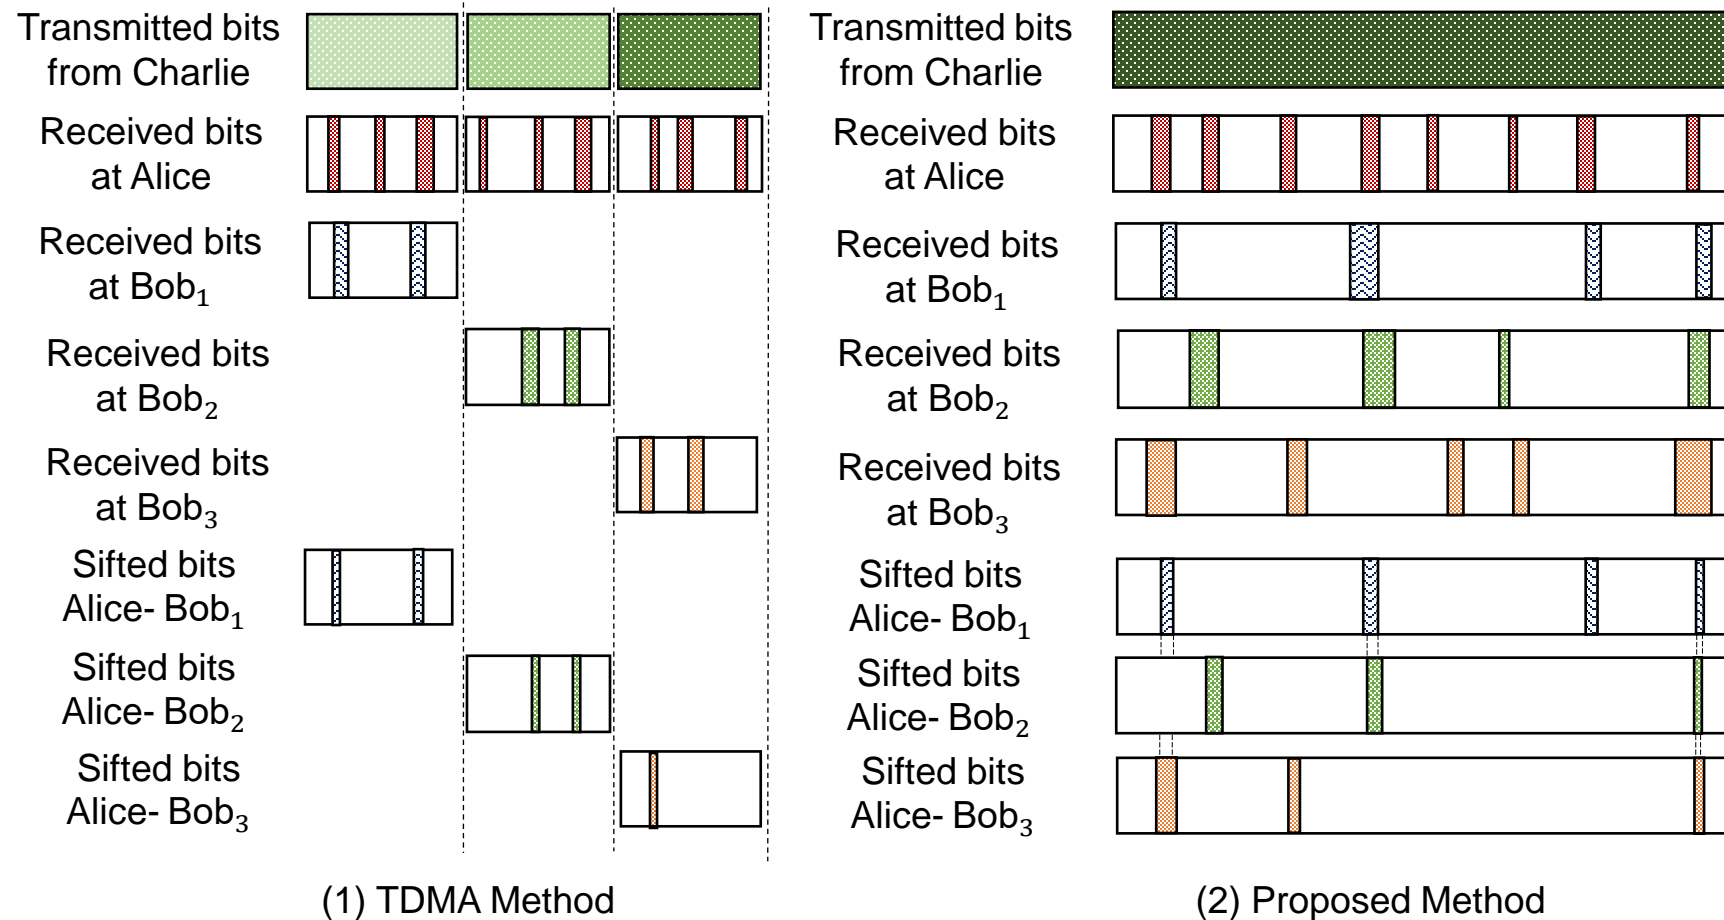 Transmitted bits
from Charlie
Received bits
at Alice
Received bits
at Bob₁
Received bits
at Bob₂
Received bits
at Bob₃
Sifted bits
Alice- Bob₁
Sifted bits
Alice- Bob₂
Sifted bits
Alice- Bob₃
(1) TDMA Method
Transmitted bits
from Charlie
Received bits
at Alice
Received bits
at Bob₁
Received bits
at Bob₂
Received bits
at Bob₃
Sifted bits
Alice- Bob₁
Sifted bits
Alice- Bob₂
Sifted bits
Alice- Bob₃
(2) Proposed Method